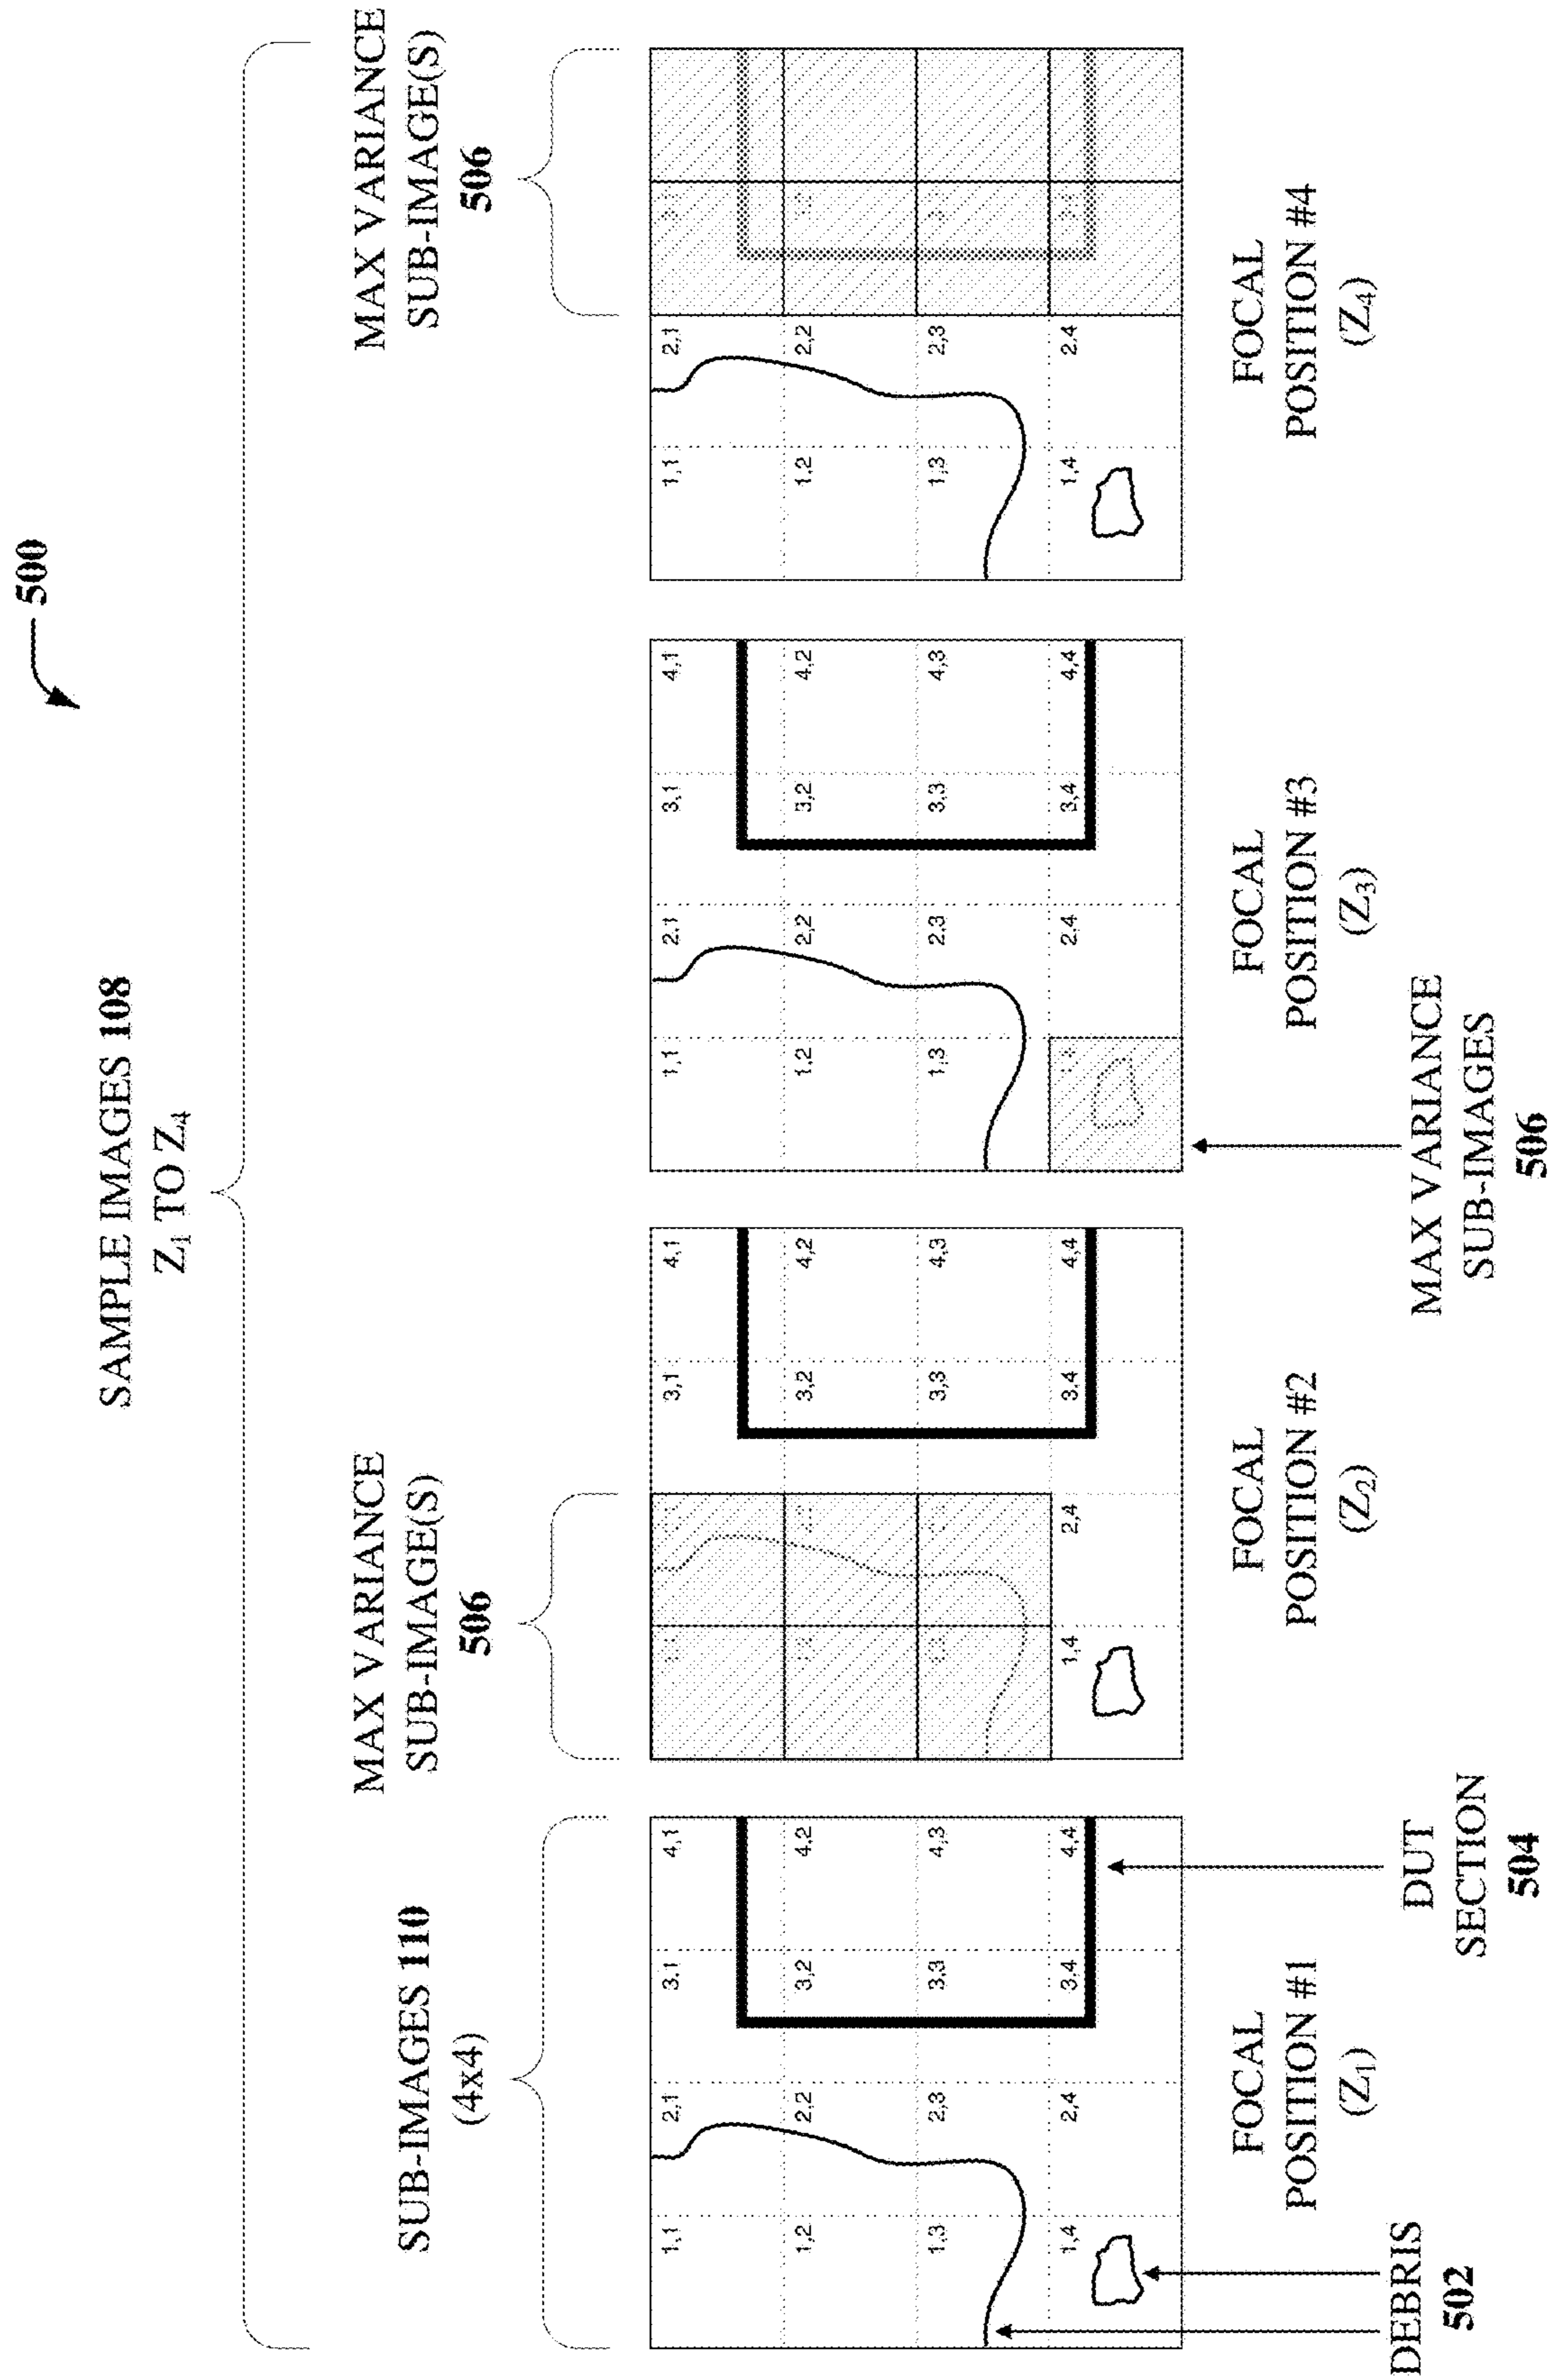 500
SAMPLE IMAGES 108
Z₁ TO Z₄
SUB-IMAGES 110
(4x4)
MAX VARIANCE
SUB-IMAGE(S)
506
MAX VARIANCE
SUB-IMAGE(S)
506
1,1 2,1 3,1 4,1
1,2 2,2 3,2 4,2
1,3 2,3 3,3 4,3
1,4 2,4 3,4 4,4
3,1 4,1
3,2 4,2
3,3 4,3
1,4 2,4 3,4 4,4
1,1 2,1 3,1 4,1
1,2 2,2 3,2 4,2
1,3 2,3 3,3 4,3
2,4 3,4 4,4
1,1 2,1
1,2 2,2
1,3 2,3
1,4 2,4
FOCAL
POSITION #1
(Z₁)
FOCAL
POSITION #2
(Z₂)
FOCAL
POSITION #3
(Z₃)
FOCAL
POSITION #4
(Z₄)
DEBRIS
502
DUT
SECTION
504
MAX VARIANCE
SUB-IMAGES
506